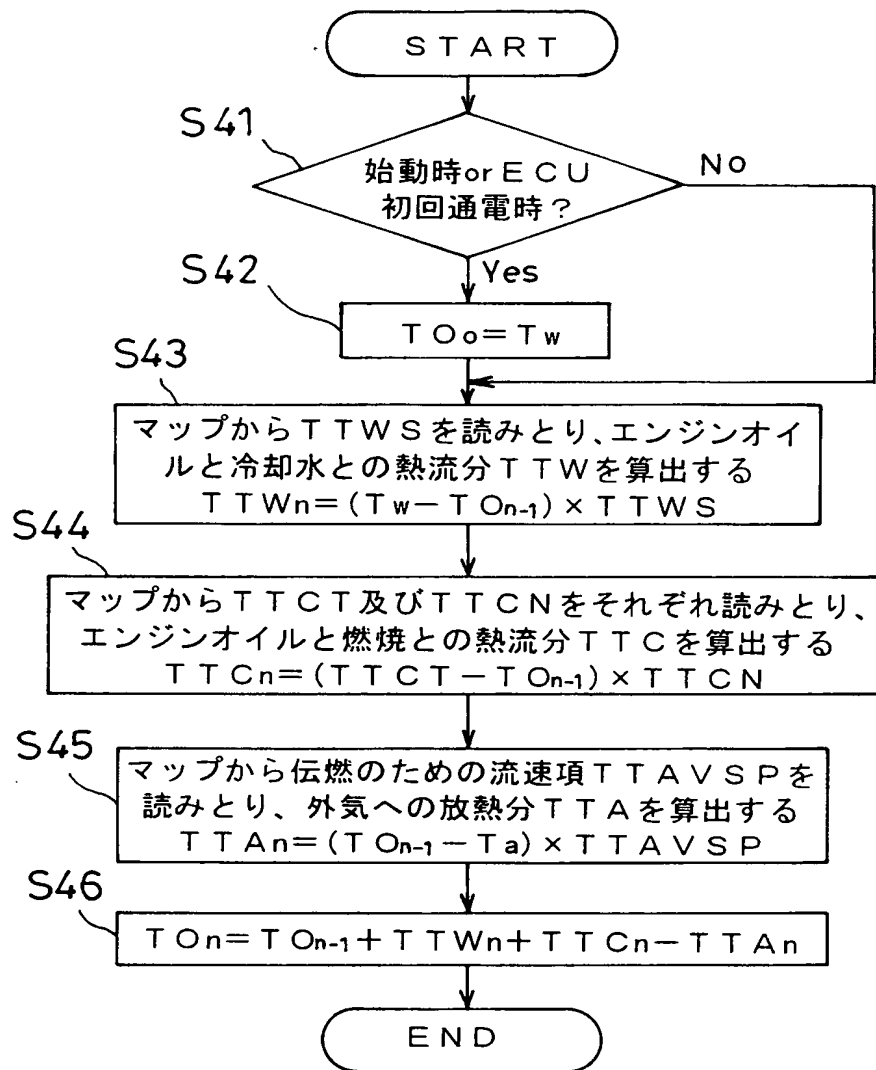 START
S41
始動時orECU
初回通電時？
No
Yes
S42
TO₀=Tw
S43
マップからTTWSを読みとり、エンジンオイ
ルと冷却水との熱流分TTWを算出する
TTWn=(Tw-TOn-1)×TTWS
S44
マップからTTCT及びTTCNをそれぞれ読みとり、
エンジンオイルと燃焼との熱流分TTCを算出する
TTCn=(TTCT-TOn-1)×TTCN
S45
マップから伝燃のための流速項TTAVSPを
読みとり、外気への放熱分TTAを算出する
TTAn=(TOn-1-Ta)×TTAVSP
S46
TOn=TOn-1+TTWn+TTCn-TTAn
END